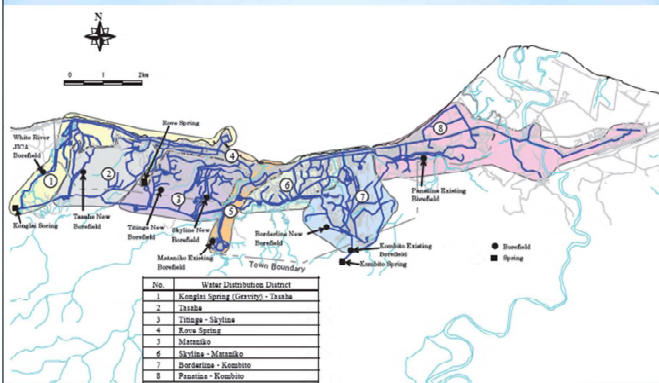 N
0 1 2km
Rove Spring
White River
JICA
Borefield
1
2
3
4
5
6
7
8
Konglai Spring
Tasahe New
Borefield
Titinge New
Borefield
Skyline New
Borefield
Mataniko Existing
Borefield
Borderline New
Borefield
Kombito Existing
Borefield
Kombito Spring
Panatina Existing
Borefield
Town Boundary
Borefield
Spring
No. Water Distribution District
1 Konglai Spring (Gravity) - Tasahe
2 Tasahe
3 Titinge - Skyline
4 Rove Spring
5 Mataniko
6 Skyline - Mataniko
7 Borderline - Kombito
8 Panatina - Kombito